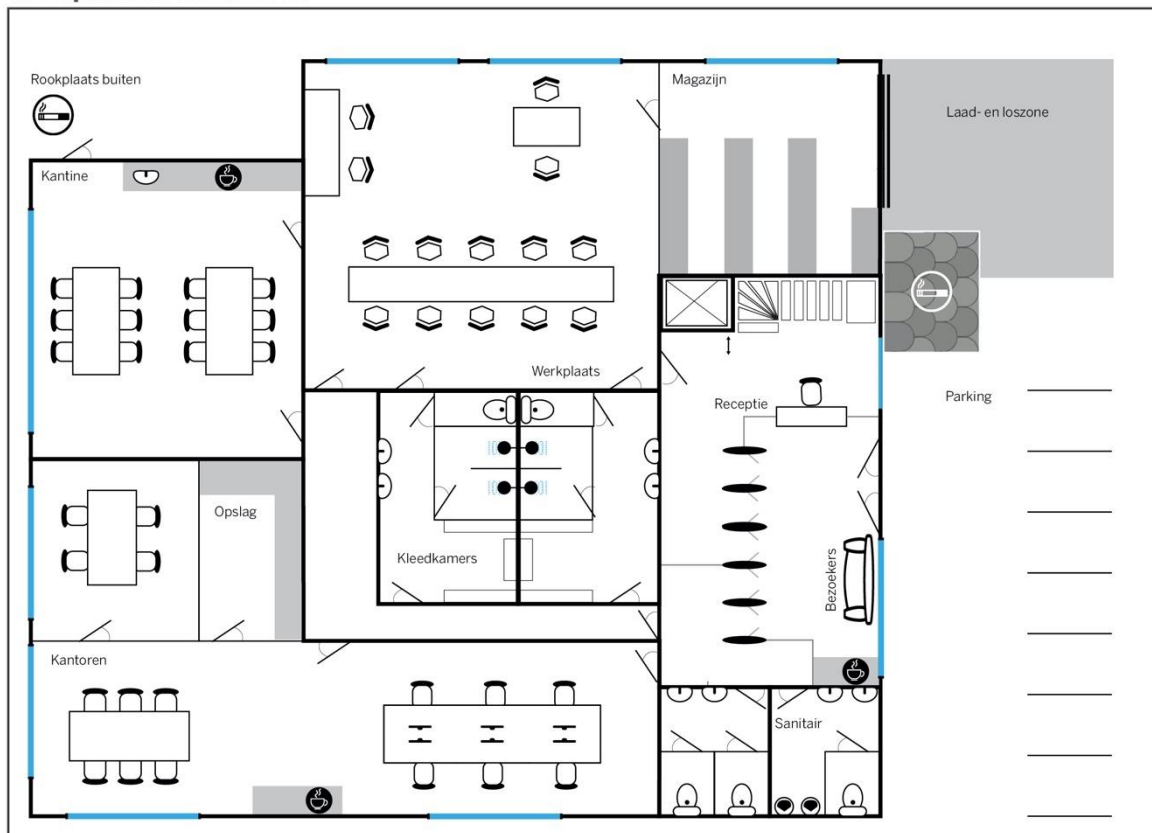 Rookplaats buiten
Magazijn
Laad- en loszone
Kantine
Werkplaats
Receptie
Parking
Opslag
Kleedkamers
Bezoekers
Kantoren
Sanitair